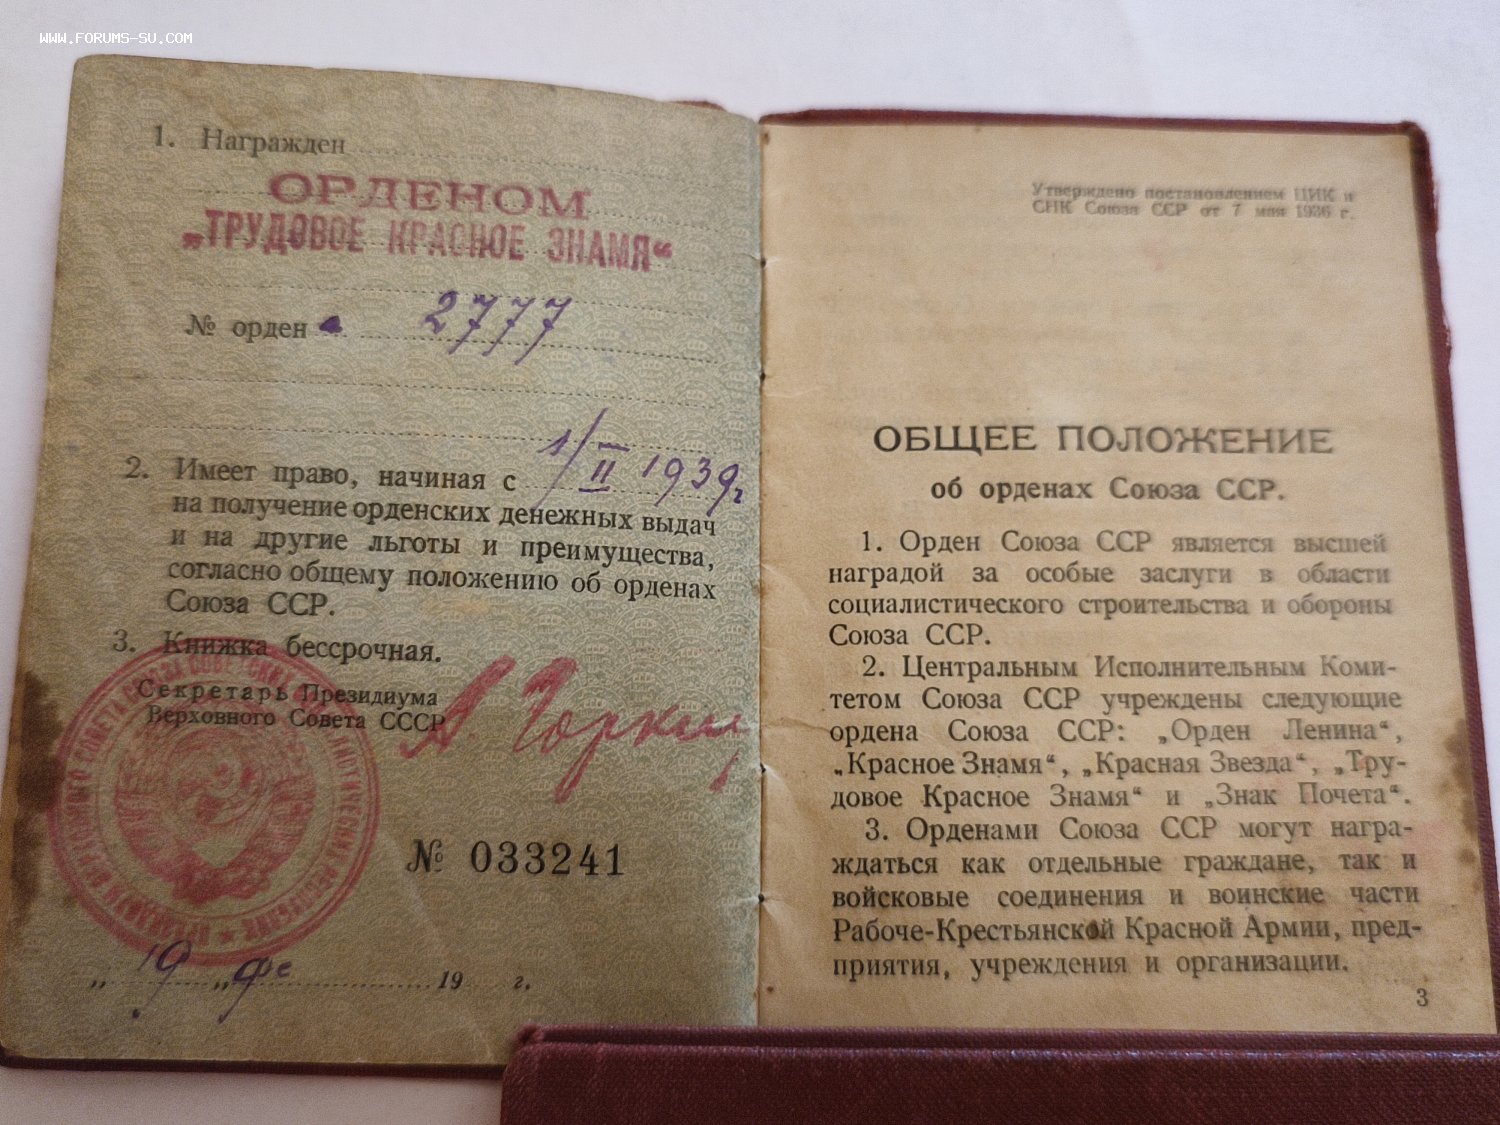 WWW.FORUMS-SU.COM
1. Награжден
ОРДЕНОМ
„ТРУДОВОЕ КРАСНОЕ ЗНАМЯ“
№ орден а 2777
1/II 1939 г
2. Имеет право, начиная с
на получение орденских денежных выдач
и на другие льготы и преимущества,
согласно общему положению об орденах
Союза ССР.
3. Книжка бессрочная.
Секретарь Президиума
Верховного Совета СССР
А. Горкин
№ 033241
„19„ фе 19 г.
Утверждено постановлением ЦИК и
СНК Союза ССР от 7 мая 1936 г.
ОБЩЕЕ ПОЛОЖЕНИЕ
об орденах Союза ССР.
1. Орден Союза ССР является высшей
наградой за особые заслуги в области
социалистического строительства и обороны
Союза ССР.
2. Центральным Исполнительным Коми-
тетом Союза ССР учреждены следующие
ордена Союза ССР: „Орден Ленина“,
„Красное Знамя“, „Красная Звезда“, „Тру-
довое Красное Знамя“ и „Знак Почета“.
3. Орденами Союза ССР могут награ-
ждаться как отдельные граждане, так и
войсковые соединения и воинские части
Рабоче-Крестьянской Красной Армии, пред-
приятия, учреждения и организации.
3